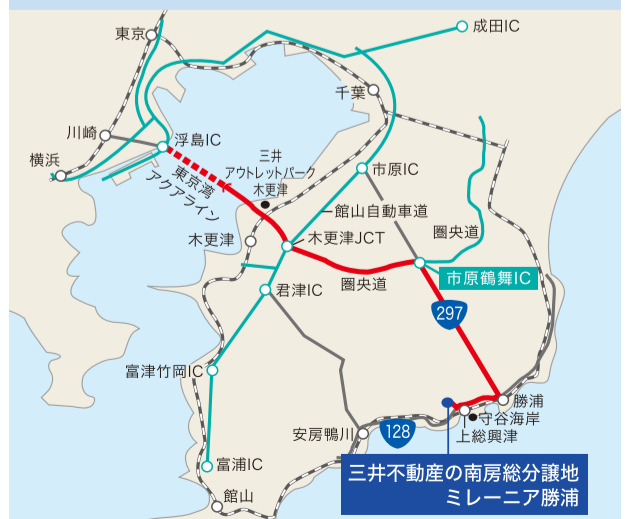 成田IC
東京
千葉
川崎
浮島IC
横浜
三井
アウトレットパーク
木更津
東京湾
アクアライン
市原IC
館山自動車道
圏央道
木更津
木更津JCT
市原鶴舞IC
圏央道
君津IC
297
富津竹岡IC
勝浦
守谷海岸
上総興津
安房鴨川
128
富浦IC
館山
三井不動産の南房総分譲地
ミレーニア勝浦